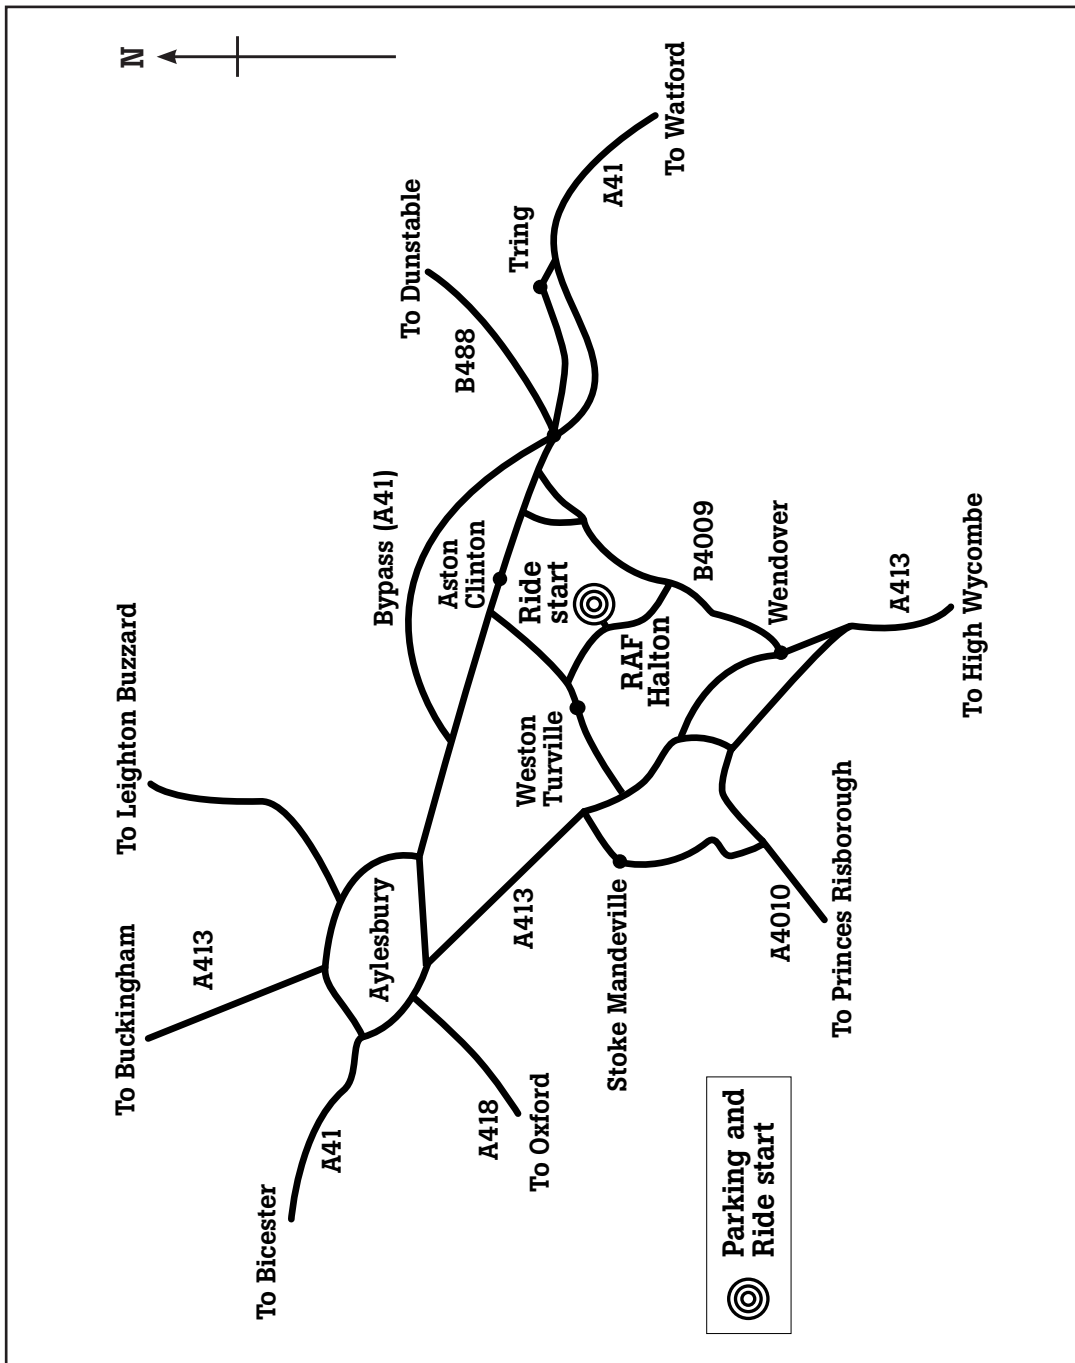 N
To Buckingham
A413
To Leighton Buzzard
To Bicester
A41
Aylesbury
Bypass (A41)
To Dunstable
B488
Tring
A41
To Watford
Aston
Clinton
Ride
start
RAF
Halton
Weston
Turville
B4009
Wendover
A413
To High Wycombe
A418
To Oxford
A413
Stoke Mandeville
A4010
To Princes Risborough
Parking and
Ride start